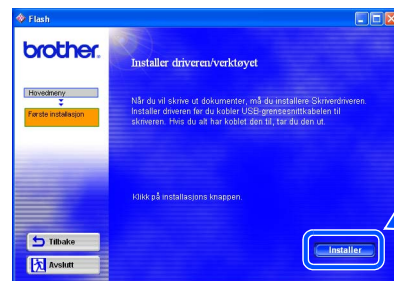 Flash
brother.
Installer driveren/verktøyet
Hovedmeny
Første installasjon
Når du vil skrive ut dokumenter, må du installere Skriverdriveren.
Installer driveren før du kobler USB-grensesnittkabelen til
skriveren. Hvis du alt har koblet den til, tar du den ut.
Klikk på installasjons knappen.
Tilbake
Installer
Avslutt